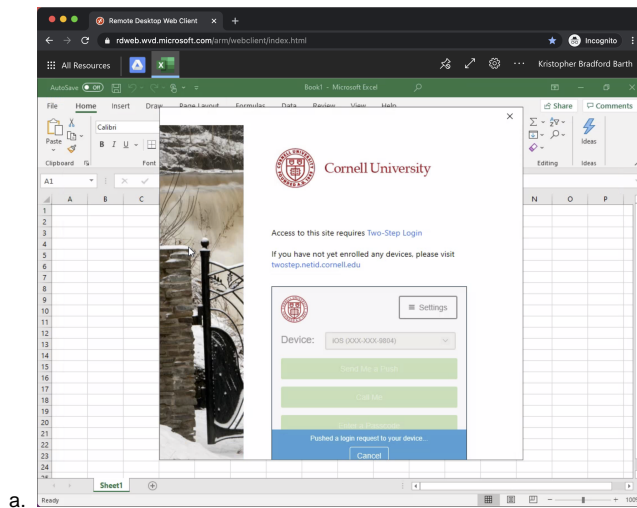 Remote Desktop Web Client
rdweb.wvd.microsoft.com/arm/webclient/index.html
Incognito
All Resources
Kristopher Bradford Barth
AutoSave Off
Book1 - Microsoft Excel
File Home Insert Draw Page Layout Formulas Data Review View Help
Share Comments
Paste
Calibri
B I U
Ideas
Clipboard Font Editing Ideas
A1
A B C N O P
1
2
3
4
5
6
7
8
9
10
11
12
13
14
15
16
17
18
19
20
21
22
23
24
Cornell University
Access to this site requires Two-Step Login
If you have not yet enrolled any devices, please visit
twostep.netid.cornell.edu
Settings
Device: iOS (XXX-XXX-9804)
Send Me a Push
Call Me
Enter a Passcode
Pushed a login request to your device...
Cancel
Sheet1
Ready
a.